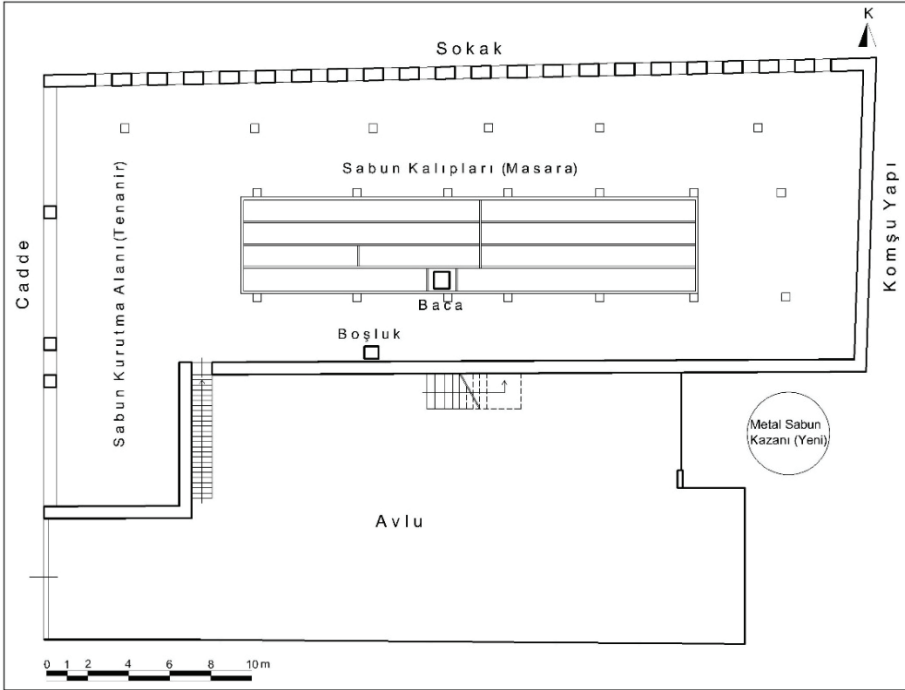 K
Sokak
Sabun Kalıpları (Masara)
Sabun Kurutma Alanı (Tenanir)
Cadde
Komşu Yapı
Baca
Boşluk
Metal Sabun
Kazanı (Yeni)
Avlu
0 1 2 4 6 8 10 m